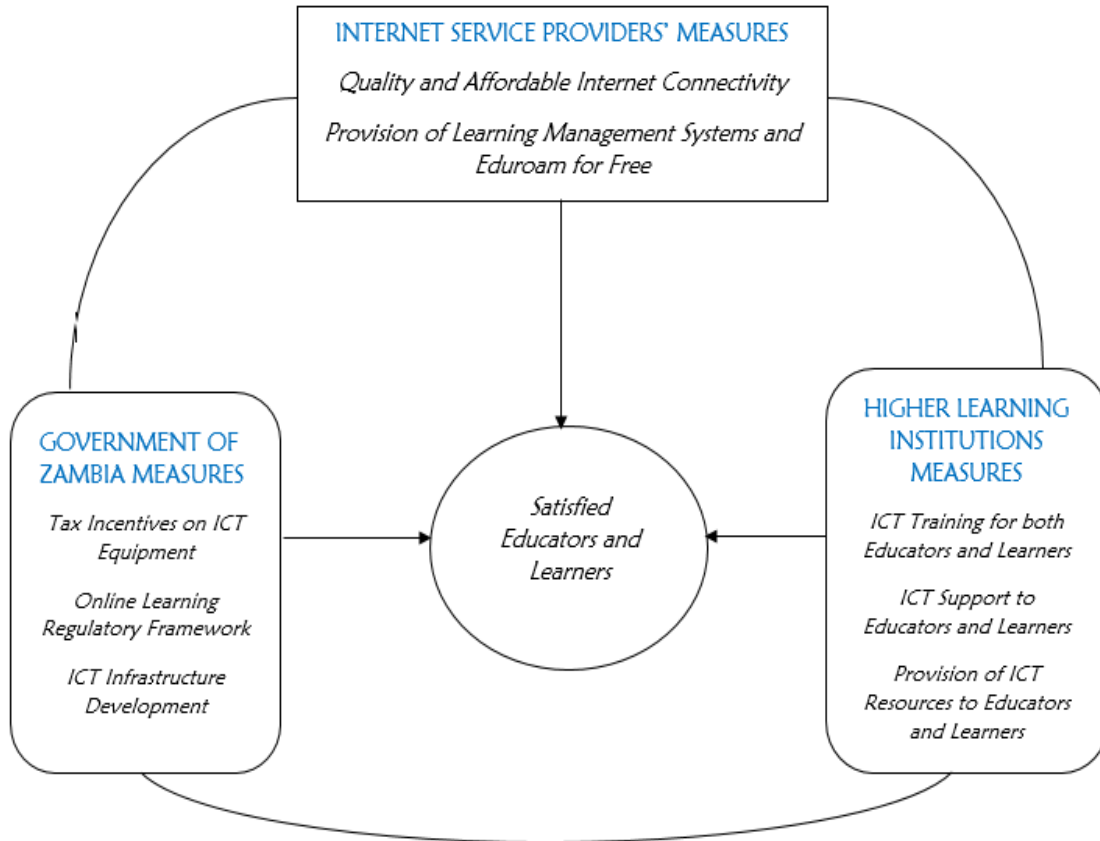 INTERNET SERVICE PROVIDERS' MEASURES
Quality and Affordable Internet Connectivity
Provision of Learning Management Systems and
Eduroam for Free
GOVERNMENT OF
ZAMBIA MEASURES
Tax Incentives on ICT
Equipment
Online Learning
Regulatory Framework
ICT Infrastructure
Development
Satisfied
Educators and
Learners
HIGHER LEARNING
INSTITUTIONS
MEASURES
ICT Training for both
Educators and Learners
ICT Support to
Educators and Learners
Provision of ICT
Resources to Educators
and Learners